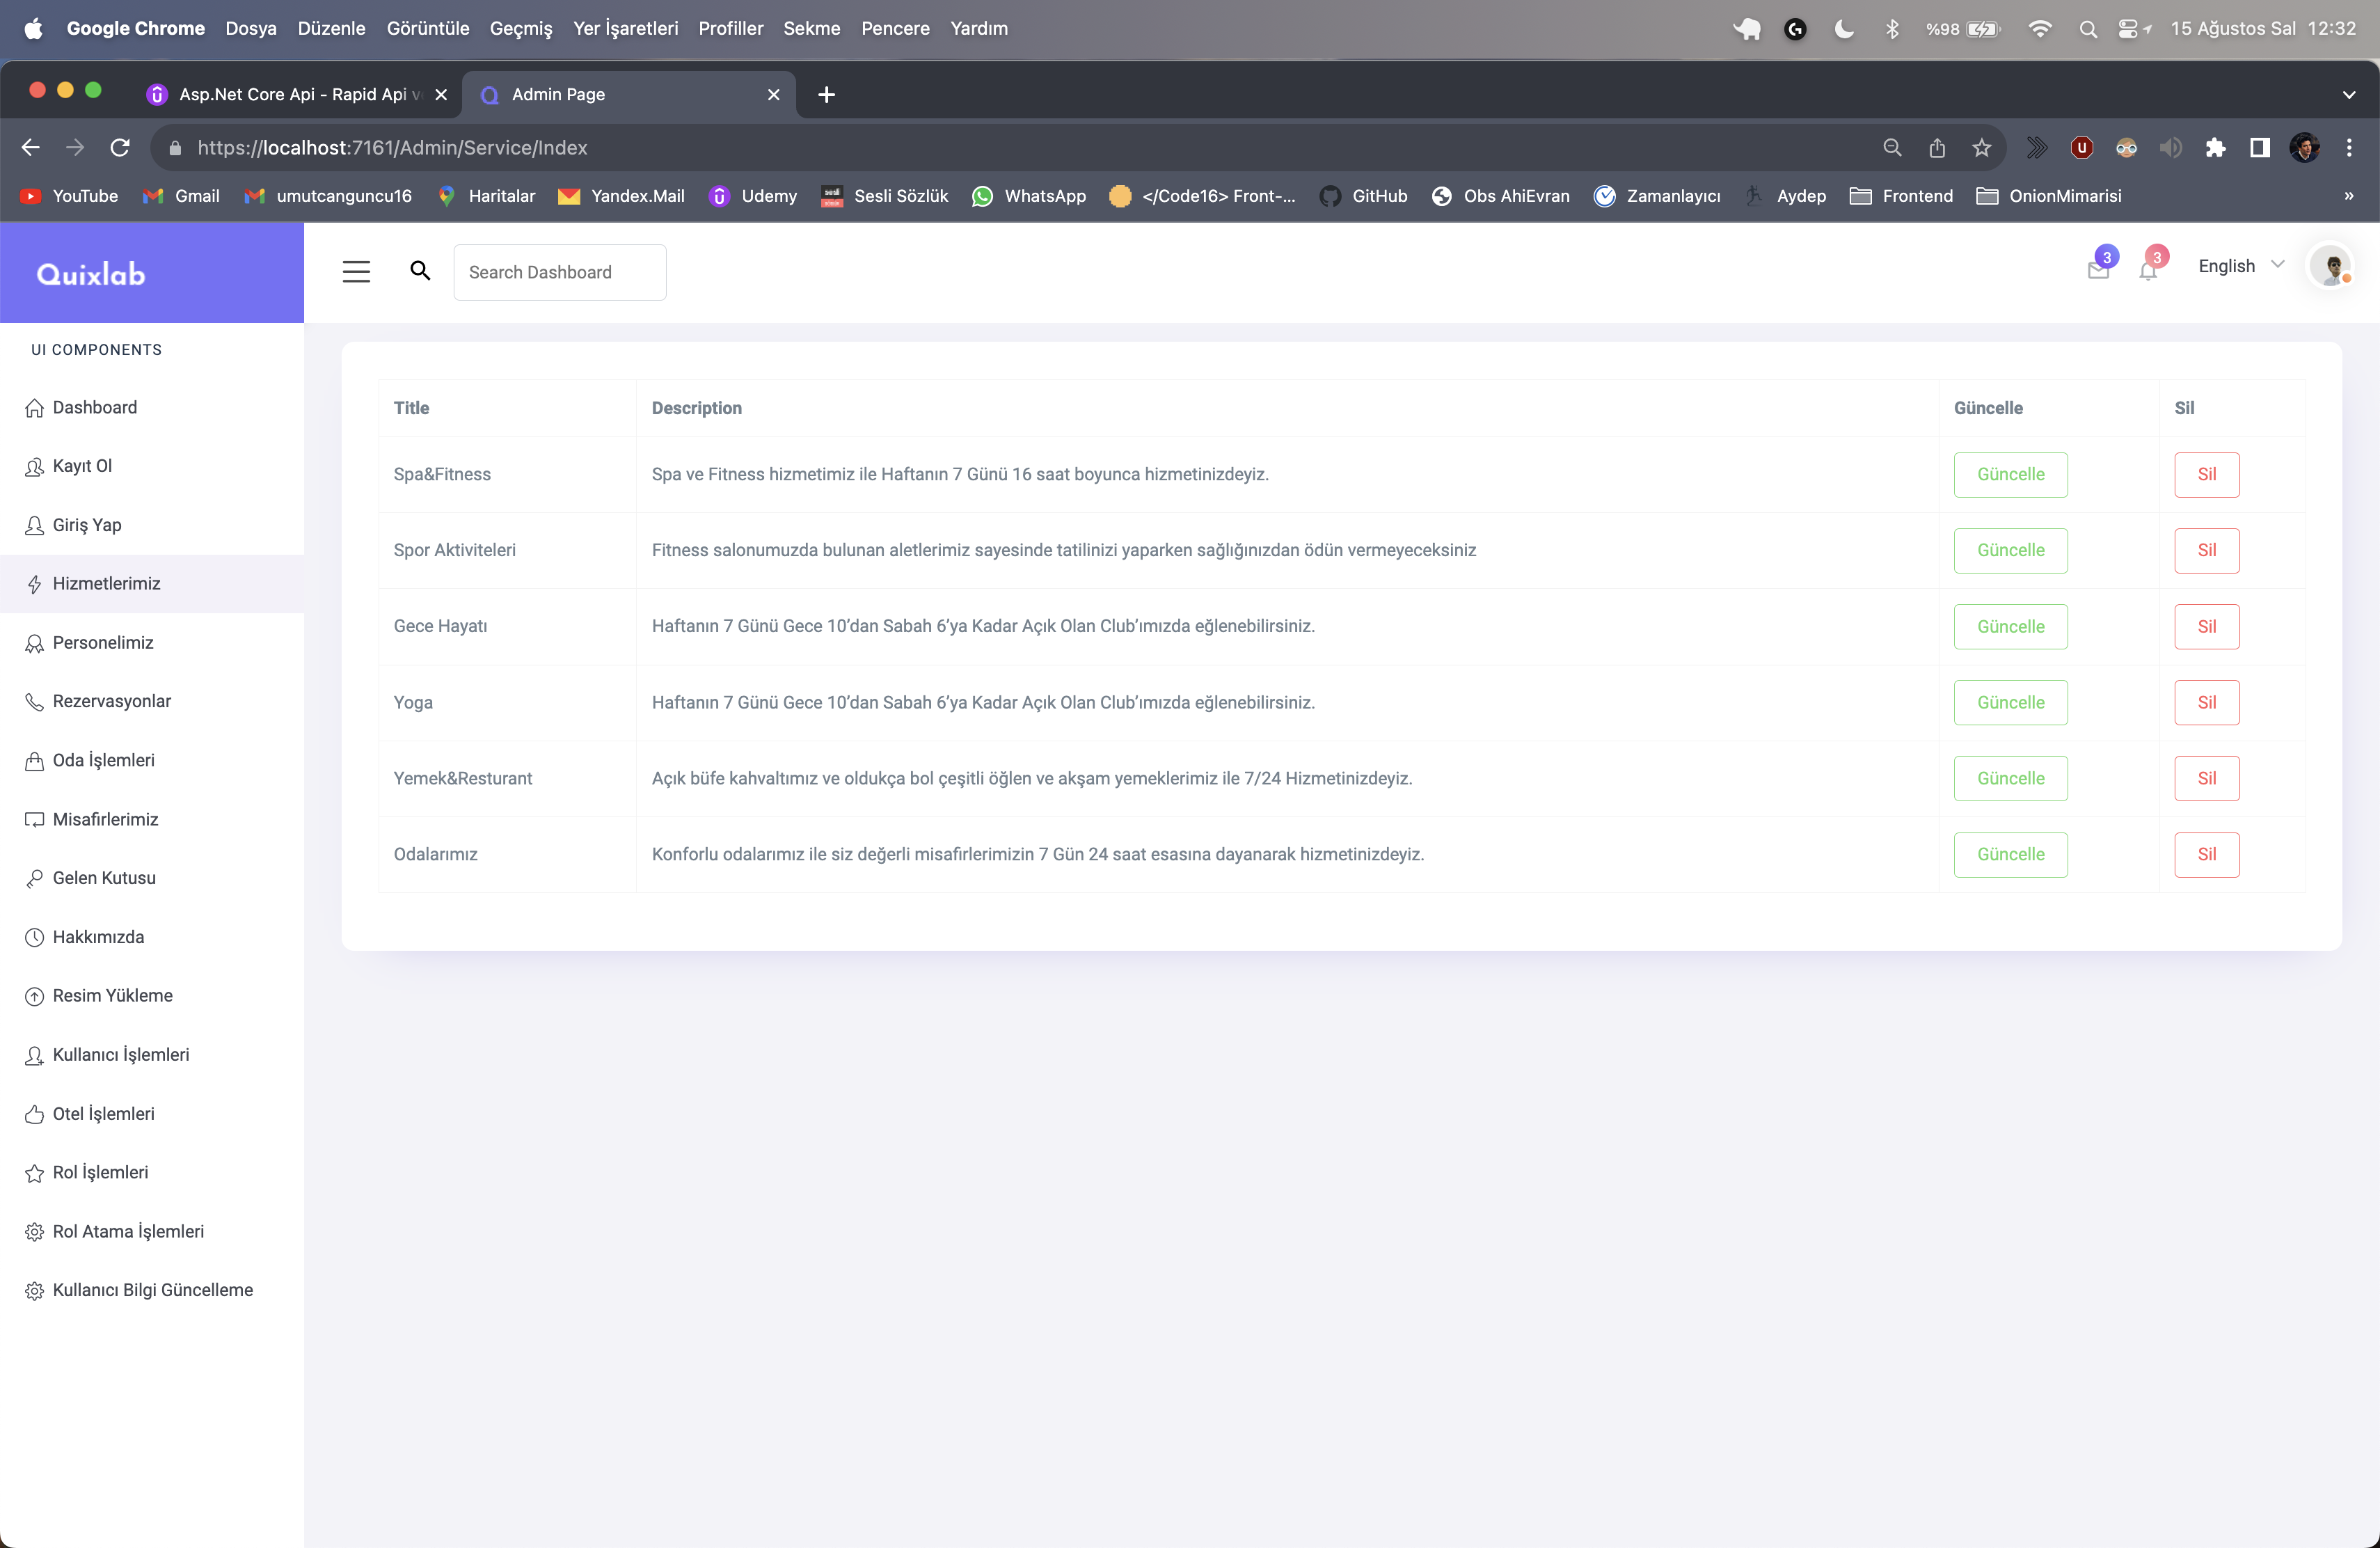 Google Chrome Dosya Düzenle Görüntüle Geçmiş Yer İşaretleri Profiller Sekme Pencere Yardım %98 15 Ağustos Sal 12:32
Asp.Net Core Api - Rapid Api v Admin Page
https://localhost:7161/Admin/Service/Index
YouTube Gmail umutcanguncu16 Haritalar Yandex.Mail Udemy Sesli Sözlük WhatsApp </Code16> Front-... GitHub Obs AhiEvran Zamanlayıcı Aydep Frontend OnionMimarisi »
Quixlab Search Dashboard 3 3 English
UI COMPONENTS
Dashboard
Kayıt Ol
Giriş Yap
Hizmetlerimiz
Personelimiz
Rezervasyonlar
Oda İşlemleri
Misafirlerimiz
Gelen Kutusu
Hakkımızda
Resim Yükleme
Kullanıcı İşlemleri
Otel İşlemleri
Rol İşlemleri
Rol Atama İşlemleri
Kullanıcı Bilgi Güncelleme
Title Description Güncelle Sil
Spa&Fitness Spa ve Fitness hizmetimiz ile Haftanın 7 Günü 16 saat boyunca hizmetinizdeyiz. Güncelle Sil
Spor Aktiviteleri Fitness salonumuzda bulunan aletlerimiz sayesinde tatilinizi yaparken sağlığınızdan ödün vermeyeceksiniz Güncelle Sil
Gece Hayatı Haftanın 7 Günü Gece 10’dan Sabah 6’ya Kadar Açık Olan Club’ımızda eğlenebilirsiniz. Güncelle Sil
Yoga Haftanın 7 Günü Gece 10’dan Sabah 6’ya Kadar Açık Olan Club’ımızda eğlenebilirsiniz. Güncelle Sil
Yemek&Resturant Açık büfe kahvaltımız ve oldukça bol çeşitli öğlen ve akşam yemeklerimiz ile 7/24 Hizmetinizdeyiz. Güncelle Sil
Odalarımız Konforlu odalarımız ile siz değerli misafirlerimizin 7 Gün 24 saat esasına dayanarak hizmetinizdeyiz. Güncelle Sil